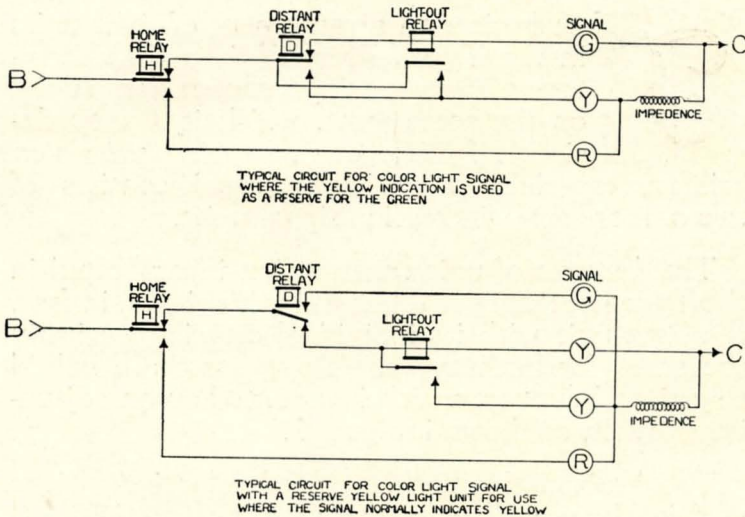 DISTANT RELAY
LIGHT-OUT RELAY
SIGNAL
HOME RELAY
D
G
H
B
C
Y
IMPEDENCE
R
TYPICAL CIRCUIT FOR COLOR LIGHT SIGNAL
WHERE THE YELLOW INDICATION IS USED
AS A RESERVE FOR THE GREEN
DISTANT RELAY
SIGNAL
HOME RELAY
D
G
H
B
LIGHT-OUT RELAY
Y
C
Y
IMPEDENCE
R
TYPICAL CIRCUIT FOR COLOR LIGHT SIGNAL
WITH A RESERVE YELLOW LIGHT UNIT FOR USE
WHERE THE SIGNAL NORMALLY INDICATES YELLOW